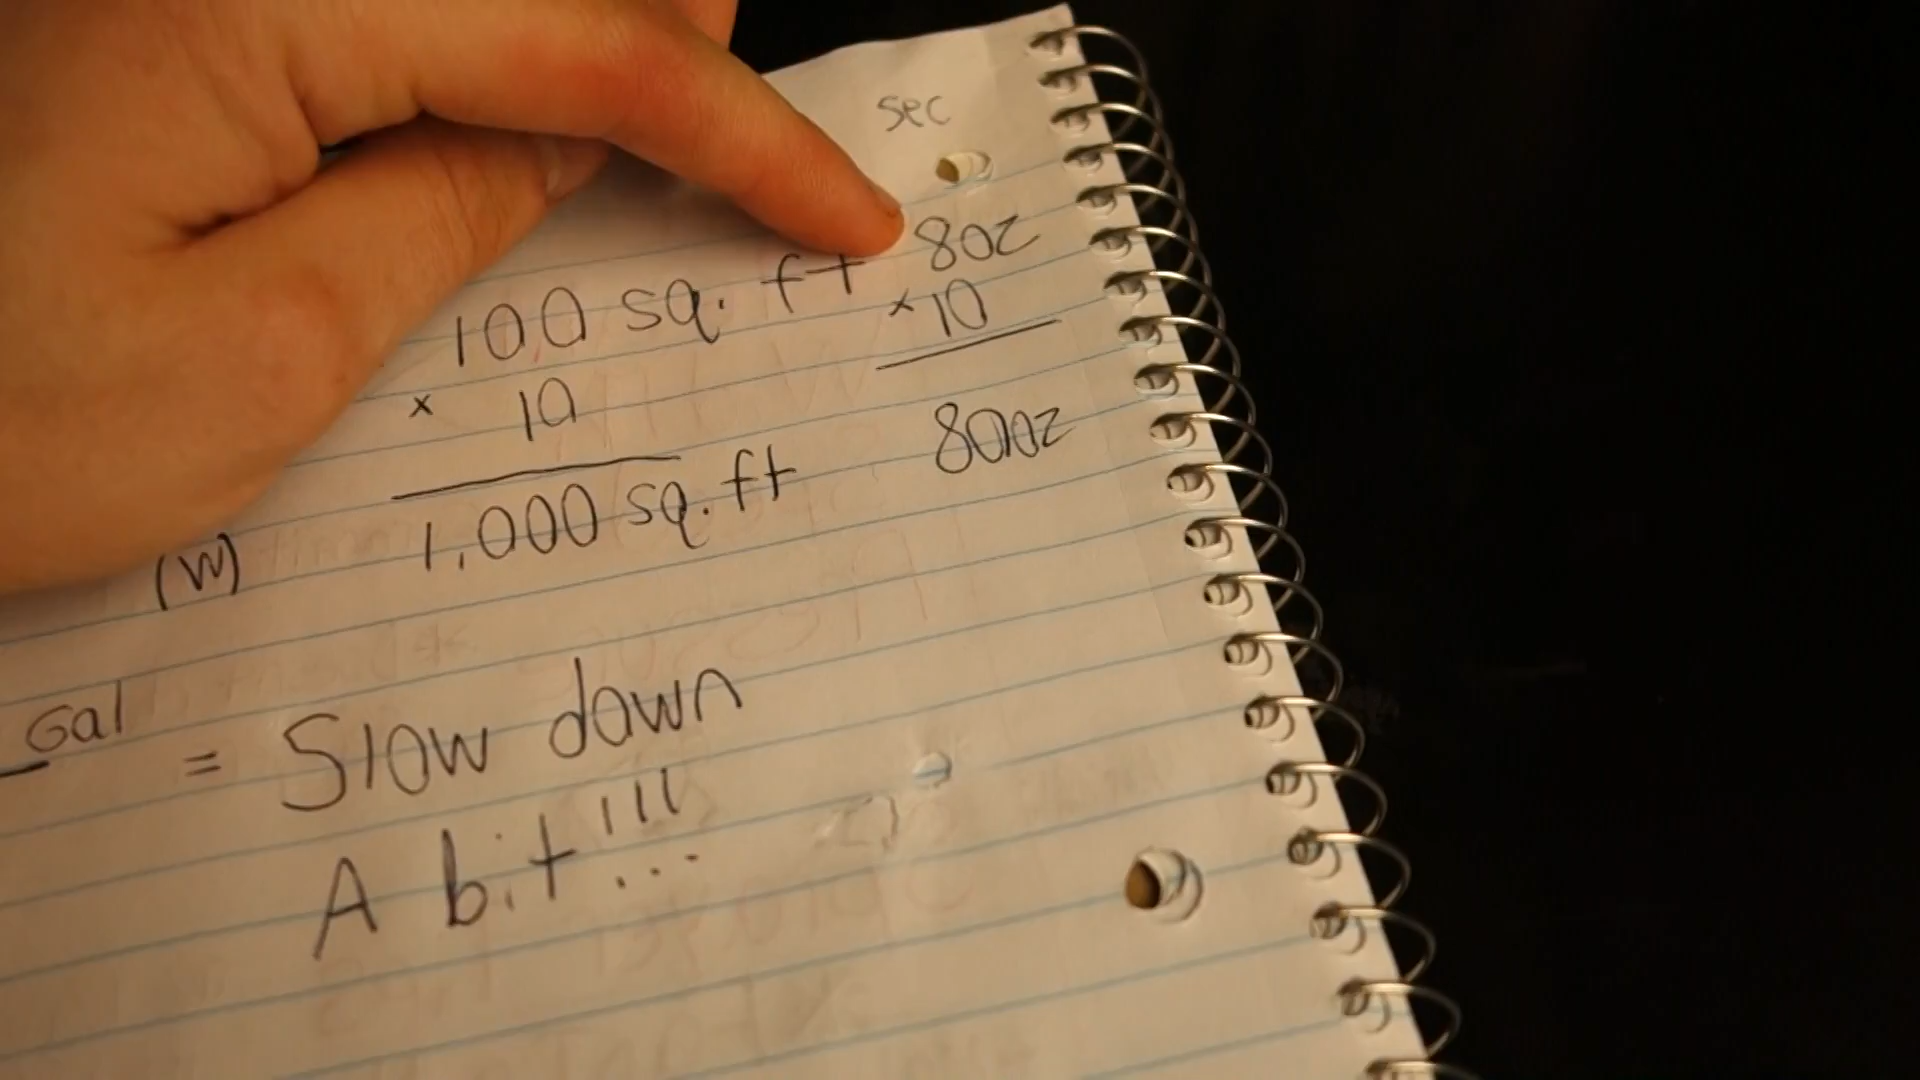 sec
100 sq. ft 8oz
× 10 × 10
1,000 sq. ft 80oz
(W)
Gal = Slow down
A bit!!!